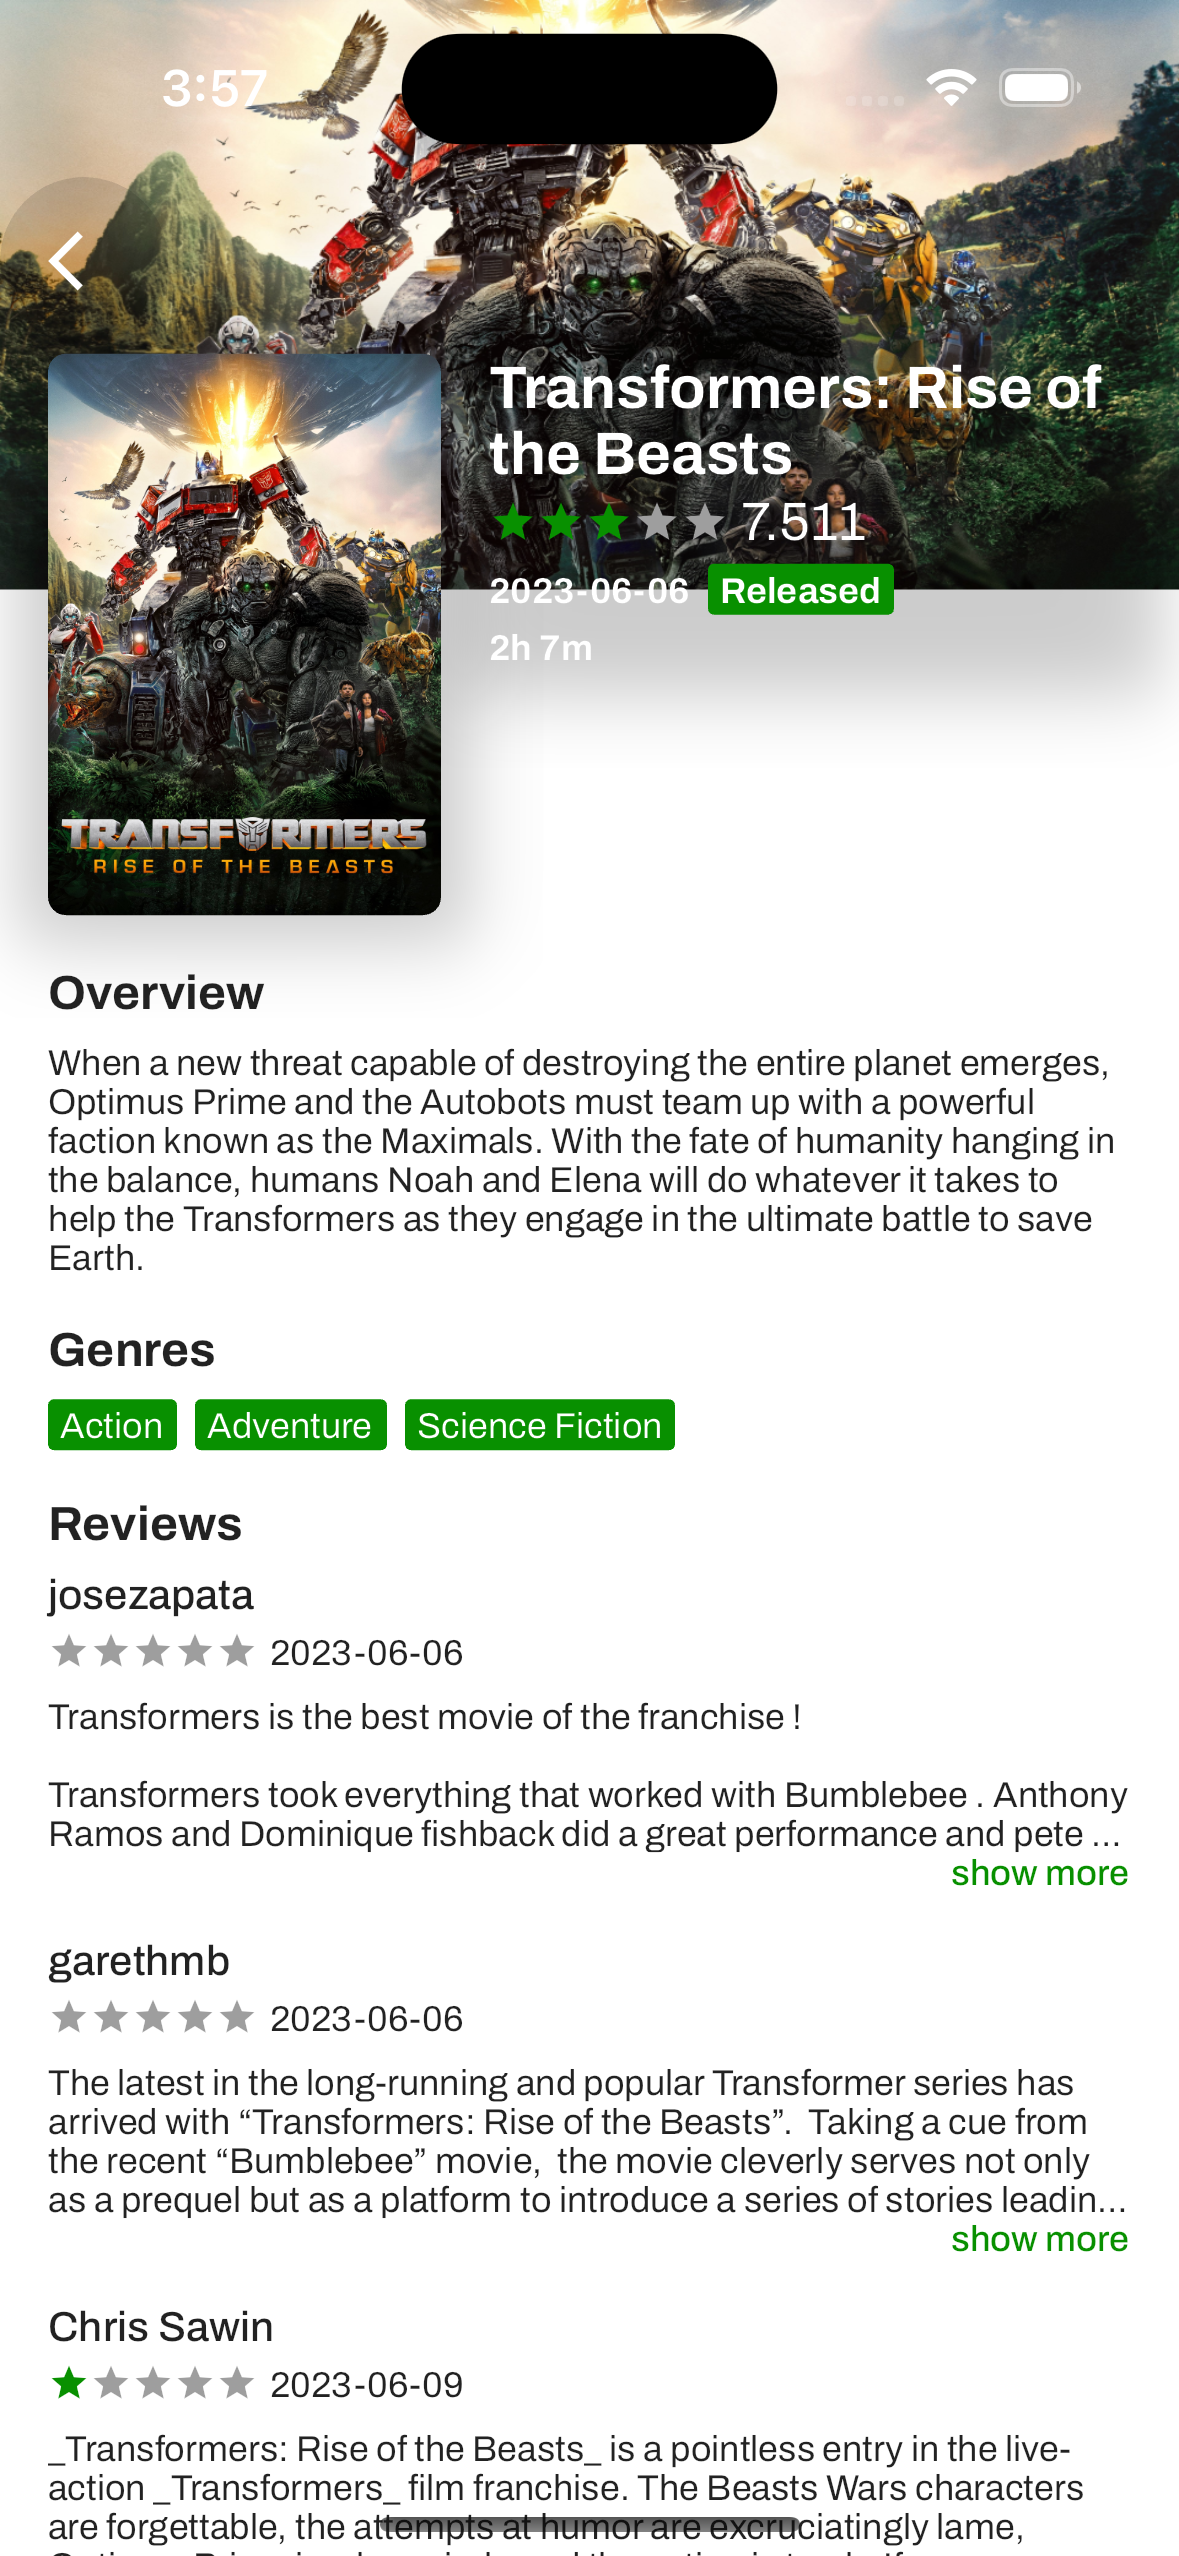 3:57
Transformers: Rise of
the Beasts
7.511
2023-06-06 Released
2h 7m
TRANSFORMERS
RISE OF THE BEASTS
Overview
When a new threat capable of destroying the entire planet emerges,
Optimus Prime and the Autobots must team up with a powerful
faction known as the Maximals. With the fate of humanity hanging in
the balance, humans Noah and Elena will do whatever it takes to
help the Transformers as they engage in the ultimate battle to save
Earth.
Genres
Action Adventure Science Fiction
Reviews
josezapata
2023-06-06
Transformers is the best movie of the franchise !
Transformers took everything that worked with Bumblebee . Anthony
Ramos and Dominique fishback did a great performance and pete ...
show more
garethmb
2023-06-06
The latest in the long-running and popular Transformer series has
arrived with “Transformers: Rise of the Beasts”.  Taking a cue from
the recent “Bumblebee” movie,  the movie cleverly serves not only
as a prequel but as a platform to introduce a series of stories leadin...
show more
Chris Sawin
2023-06-09
_Transformers: Rise of the Beasts_ is a pointless entry in the live-
action _Transformers_ film franchise. The Beasts Wars characters
are forgettable, the attempts at humor are excruciatingly lame,